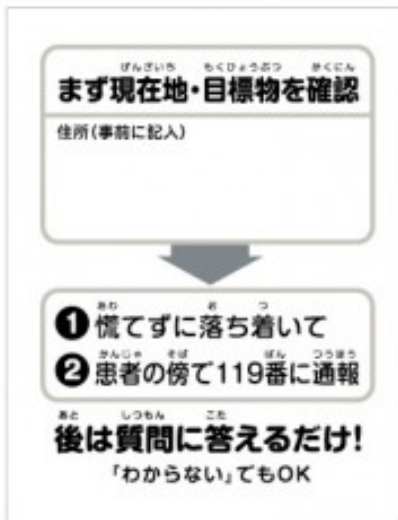 まず現在地・目標物を確認
住所(事前に記入)
❶慌てずに落ち着いて
❷患者の傍で119番に通報
後は質問に答えるだけ!
「わからない」でもOK